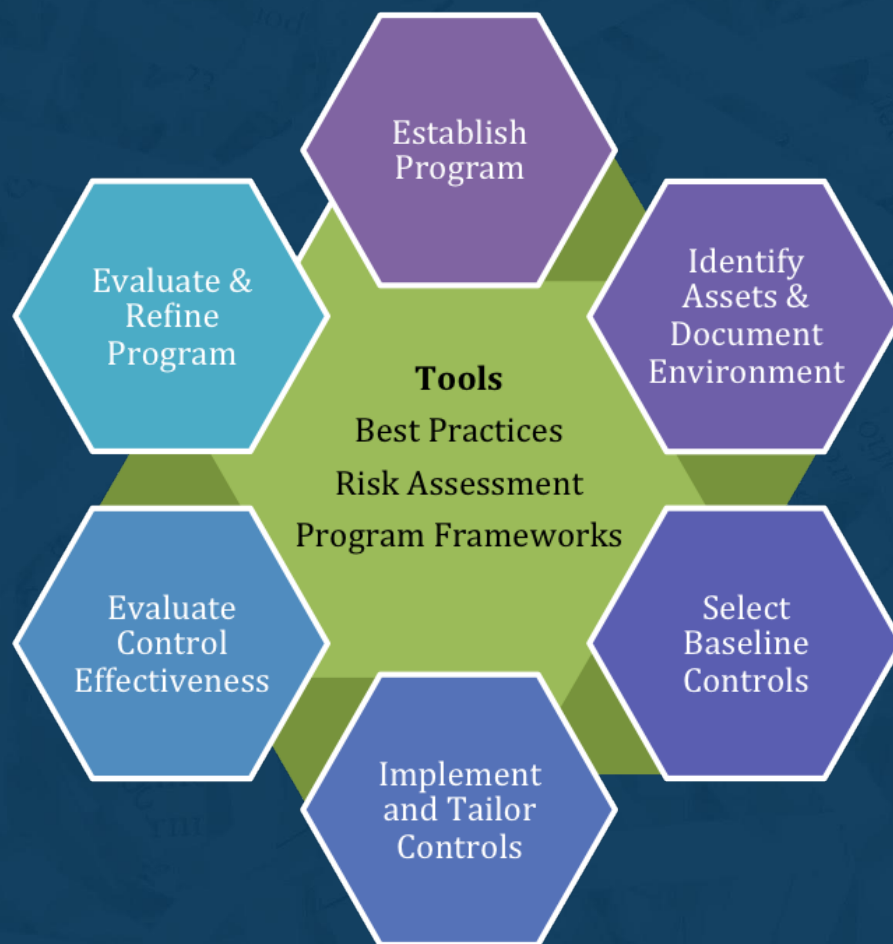 Establish
Program
Identify
Assets &
Document
Environment
Select
Baseline
Controls
Implement
and Tailor
Controls
Evaluate
Control
Effectiveness
Evaluate &
Refine
Program
Tools
Best Practices
Risk Assessment
Program Frameworks